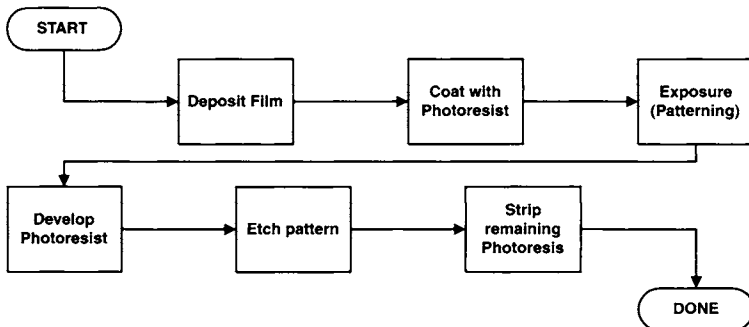 START
Deposit Film
Coat with
Photoresist
Exposure
(Patterning)
Develop
Photoresist
Etch pattern
Strip
remaining
Photoresis
DONE